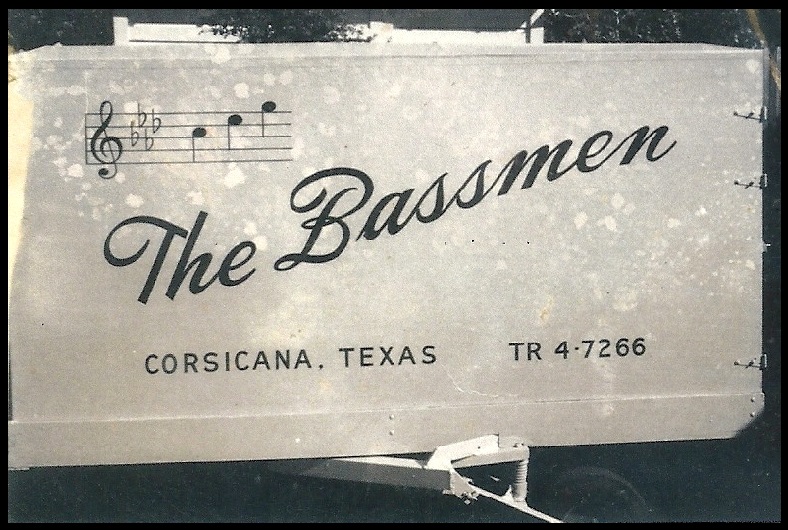 The Bassmen
CORSICANA, TEXAS TR 4-7266